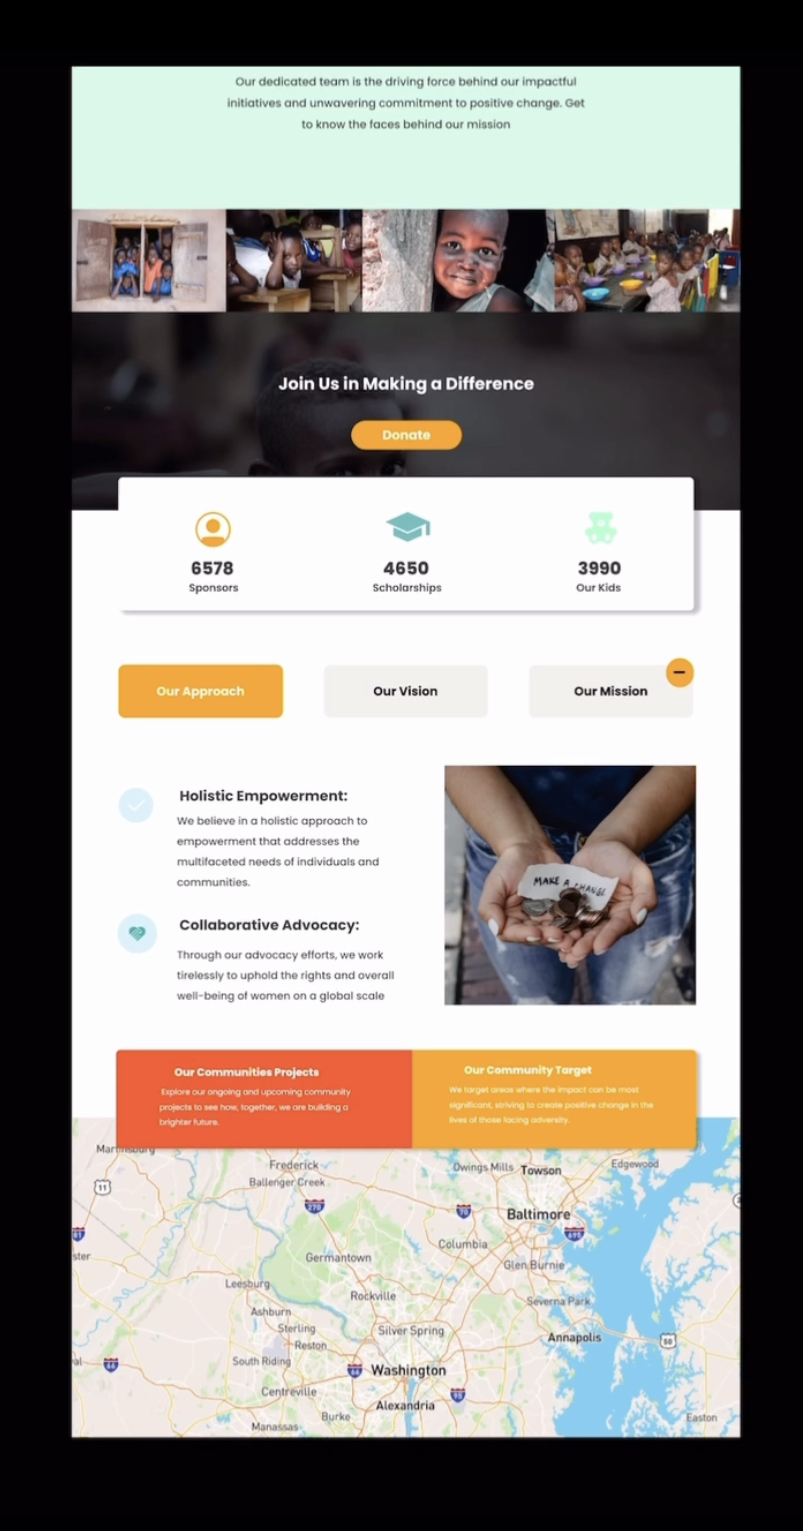 Our dedicated team is the driving force behind our impactful
initiatives and unwavering commitment to positive change. Get
to know the faces behind our mission
Join Us in Making a Difference
Donate
6578
Sponsors
4650
Scholarships
3990
Our Kids
Our Approach
Our Vision
Our Mission
Holistic Empowerment:
We believe in a holistic approach to
empowerment that addresses the
multifaceted needs of individuals and
communities.
MAKE A CHANGE
Collaborative Advocacy:
Through our advocacy efforts, we work
tirelessly to uphold the rights and overall
well-being of women on a global scale
Our Communities Projects
Explore our ongoing and upcoming community
projects to see how, together, we are building a
brighter future.
Our Community Target
We target areas where the impact can be most
significant, striving to create positive change in the
lives of those facing adversity.
Martinsburg
Frederick
Owings Mills
Towson
Edgewood
Ballenger Creek
11
270
70
Baltimore
695
81
Columbia
ster
Germantown
Glen Burnie
Leesburg
Rockville
Severna Park
Ashburn
Sterling
Silver Spring
Annapolis
50
Reston
al
66
South Riding
66
Washington
Centreville
95
Alexandria
Burke
Manassas
Easton